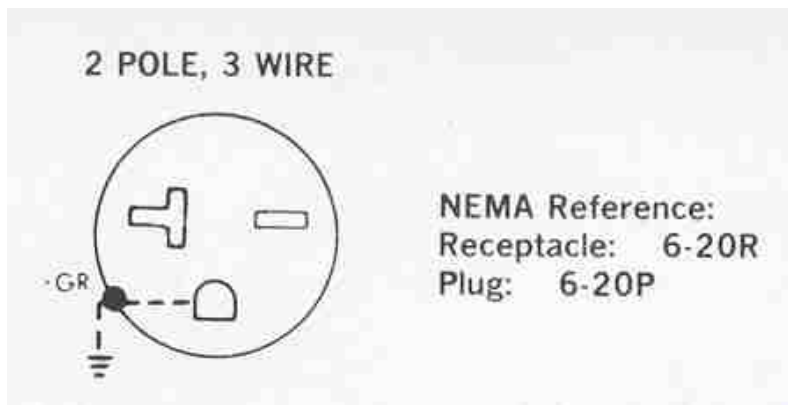 2 POLE, 3 WIRE
NEMA Reference:
Receptacle: 6-20R
Plug: 6-20P
·GR